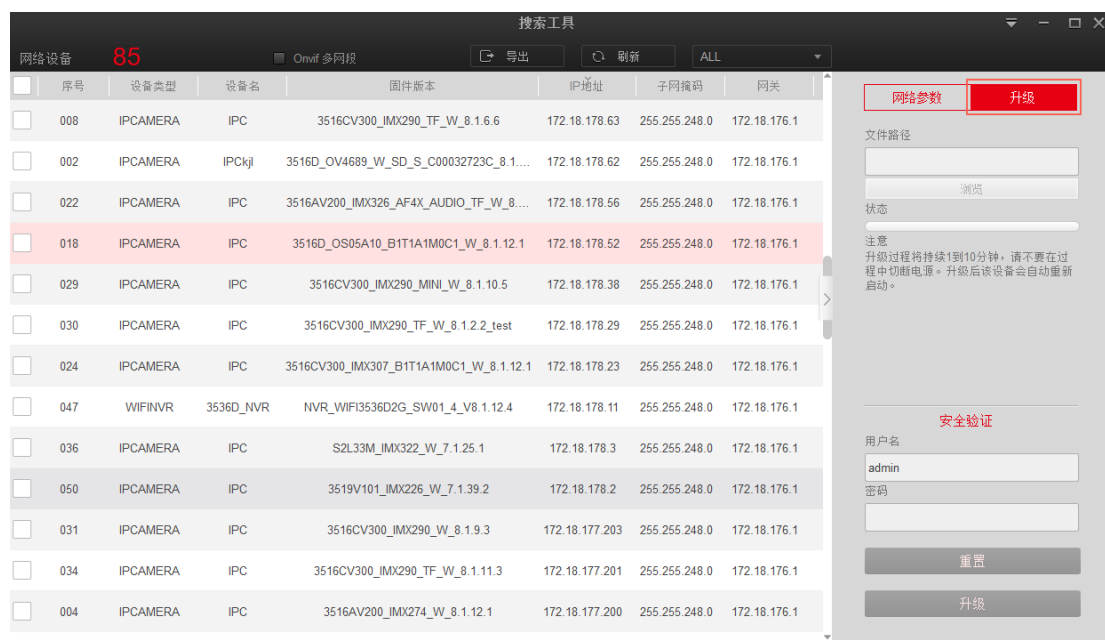 搜索工具
网络设备 85 Onvif 多网段 导出 刷新 ALL
序号 设备类型 设备名 固件版本 IP地址 子网掩码 网关
008 IPCAMERA IPC 3516CV300_IMX290_TF_W_8.1.6.6 172.18.178.63 255.255.248.0 172.18.176.1
002 IPCAMERA IPCkjl 3516D_OV4689_W_SD_S_C00032723C_8.1.... 172.18.178.62 255.255.248.0 172.18.176.1
022 IPCAMERA IPC 3516AV200_IMX326_AF4X_AUDIO_TF_W_8.... 172.18.178.56 255.255.248.0 172.18.176.1
018 IPCAMERA IPC 3516D_OS05A10_B1T1A1M0C1_W_8.1.12.1 172.18.178.52 255.255.248.0 172.18.176.1
029 IPCAMERA IPC 3516CV300_IMX290_MINI_W_8.1.10.5 172.18.178.38 255.255.248.0 172.18.176.1
030 IPCAMERA IPC 3516CV300_IMX290_TF_W_8.1.2.2_test 172.18.178.29 255.255.248.0 172.18.176.1
024 IPCAMERA IPC 3516CV300_IMX307_B1T1A1M0C1_W_8.1.12.1 172.18.178.23 255.255.248.0 172.18.176.1
047 WIFINVR 3536D_NVR NVR_WIFI3536D2G_SW01_4_V8.1.12.4 172.18.178.11 255.255.248.0 172.18.176.1
036 IPCAMERA IPC S2L33M_IMX322_W_7.1.25.1 172.18.178.3 255.255.248.0 172.18.176.1
050 IPCAMERA IPC 3519V101_IMX226_W_7.1.39.2 172.18.178.2 255.255.248.0 172.18.176.1
031 IPCAMERA IPC 3516CV300_IMX290_W_8.1.9.3 172.18.177.203 255.255.248.0 172.18.176.1
034 IPCAMERA IPC 3516CV300_IMX290_TF_W_8.1.11.3 172.18.177.201 255.255.248.0 172.18.176.1
004 IPCAMERA IPC 3516AV200_IMX274_W_8.1.12.1 172.18.177.200 255.255.248.0 172.18.176.1
网络参数 升级
文件路径
浏览
状态
注意
升级过程将持续1到10分钟，请不要在过
程中切断电源。升级后该设备会自动重新
启动。
安全验证
用户名
admin
密码
重置
升级